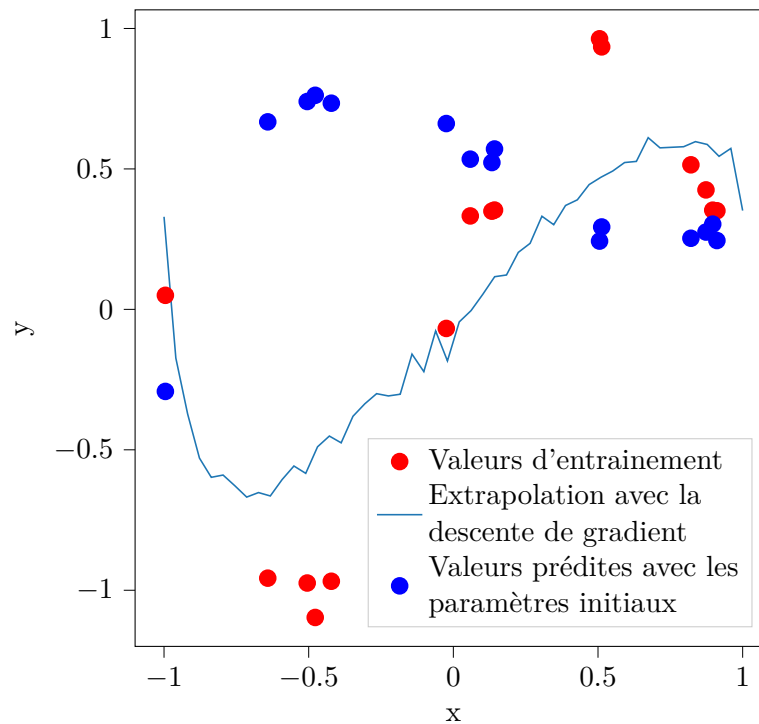 1
0.5
0
−0.5
−1
y
−1
−0.5
0
0.5
1
x
Valeurs d'entrainement
Extrapolation avec la
descente de gradient
Valeurs prédites avec les
paramètres initiaux